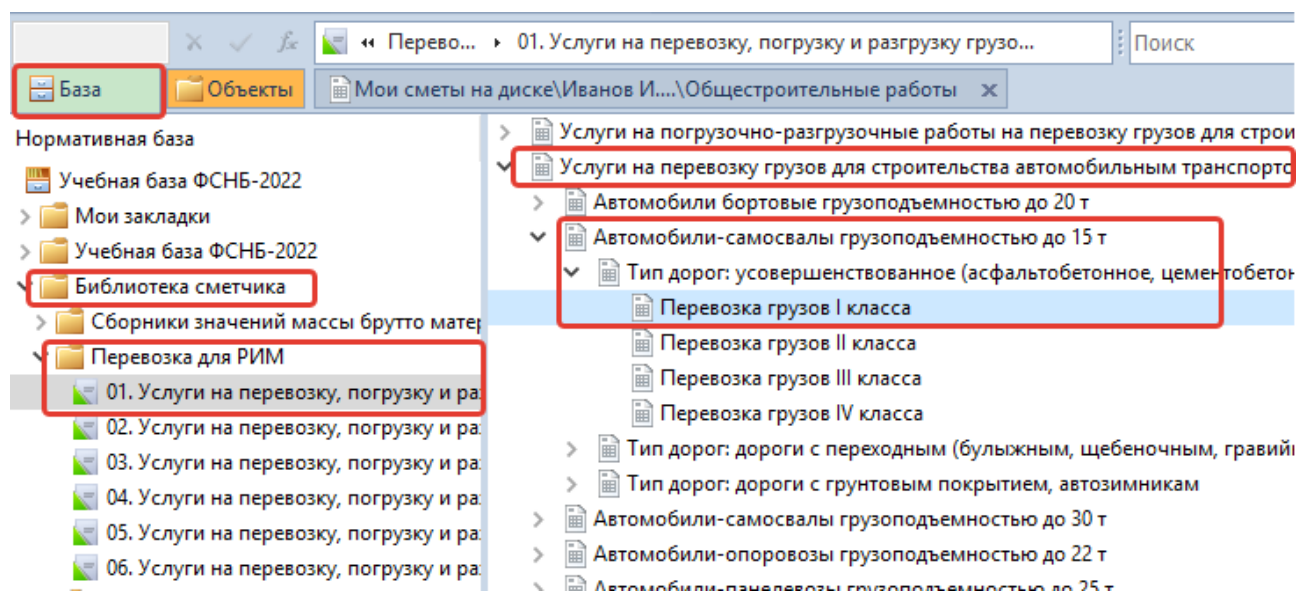 Перево... 01. Услуги на перевозку, погрузку и разгрузку грузо... Поиск
База Объекты Мои сметы на диске\Иванов И....\Общестроительные работы
Нормативная база
Учебная база ФСНБ-2022
Мои закладки
Учебная база ФСНБ-2022
Библиотека сметчика
Сборники значений массы брутто матер
Перевозка для РИМ
01. Услуги на перевозку, погрузку и ра
02. Услуги на перевозку, погрузку и ра
03. Услуги на перевозку, погрузку и ра
04. Услуги на перевозку, погрузку и ра
05. Услуги на перевозку, погрузку и ра
06. Услуги на перевозку, погрузку и ра
Услуги на погрузочно-разгрузочные работы на перевозку грузов для строи
Услуги на перевозку грузов для строительства автомобильным транспорто
Автомобили бортовые грузоподъемностью до 20 т
Автомобили-самосвалы грузоподъемностью до 15 т
Тип дорог: усовершенствованное (асфальтобетонное, цементобетон
Перевозка грузов I класса
Перевозка грузов II класса
Перевозка грузов III класса
Перевозка грузов IV класса
Тип дорог: дороги с переходным (булыжным, щебеночным, гравий
Тип дорог: дороги с грунтовым покрытием, автозимникам
Автомобили-самосвалы грузоподъемностью до 30 т
Автомобили-опоровозы грузоподъемностью до 22 т
Автомобили-панелевозы грузоподъемностью до 25 т